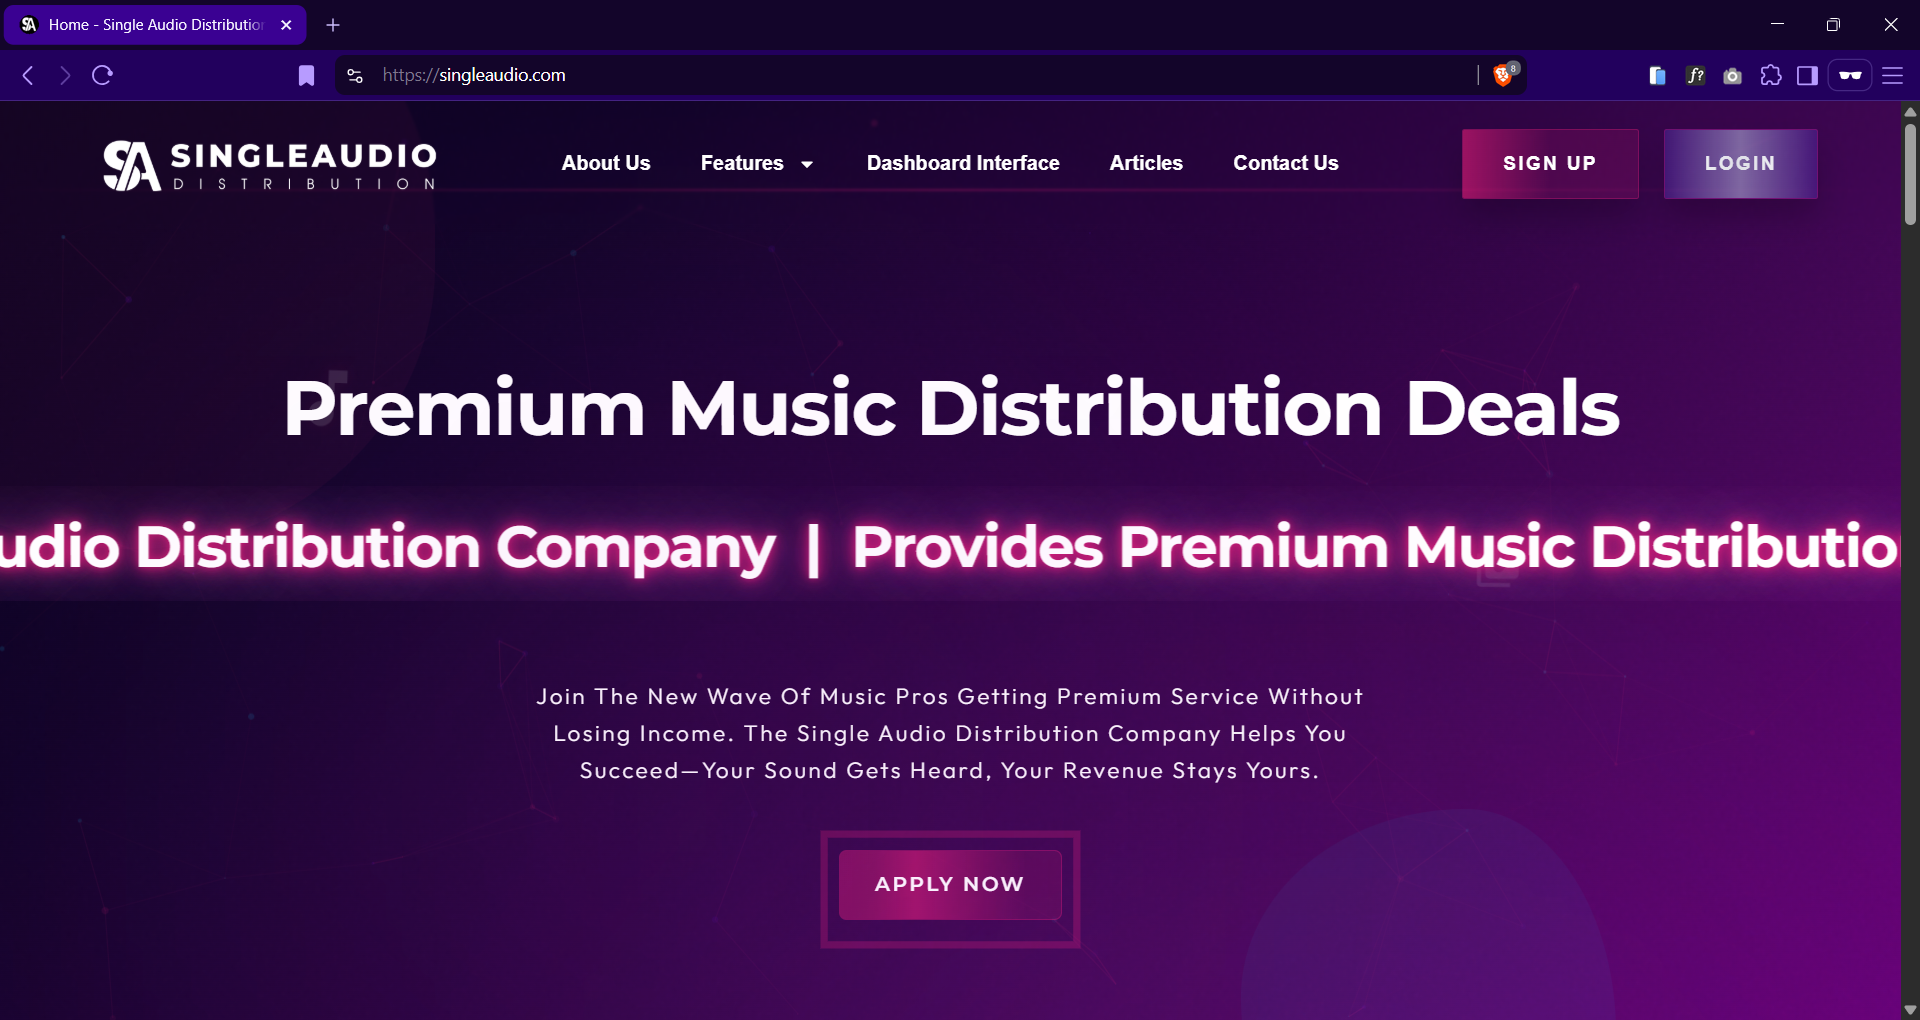 Home - Single Audio Distribution
https://singleaudio.com
8
f?
SA SINGLEAUDIO
DISTRIBUTION
About Us
Features
Dashboard Interface
Articles
Contact Us
SIGN UP
LOGIN
Premium Music Distribution Deals
udio Distribution Company | Provides Premium Music Distributio
Join The New Wave Of Music Pros Getting Premium Service Without
Losing Income. The Single Audio Distribution Company Helps You
Succeed—Your Sound Gets Heard, Your Revenue Stays Yours.
APPLY NOW